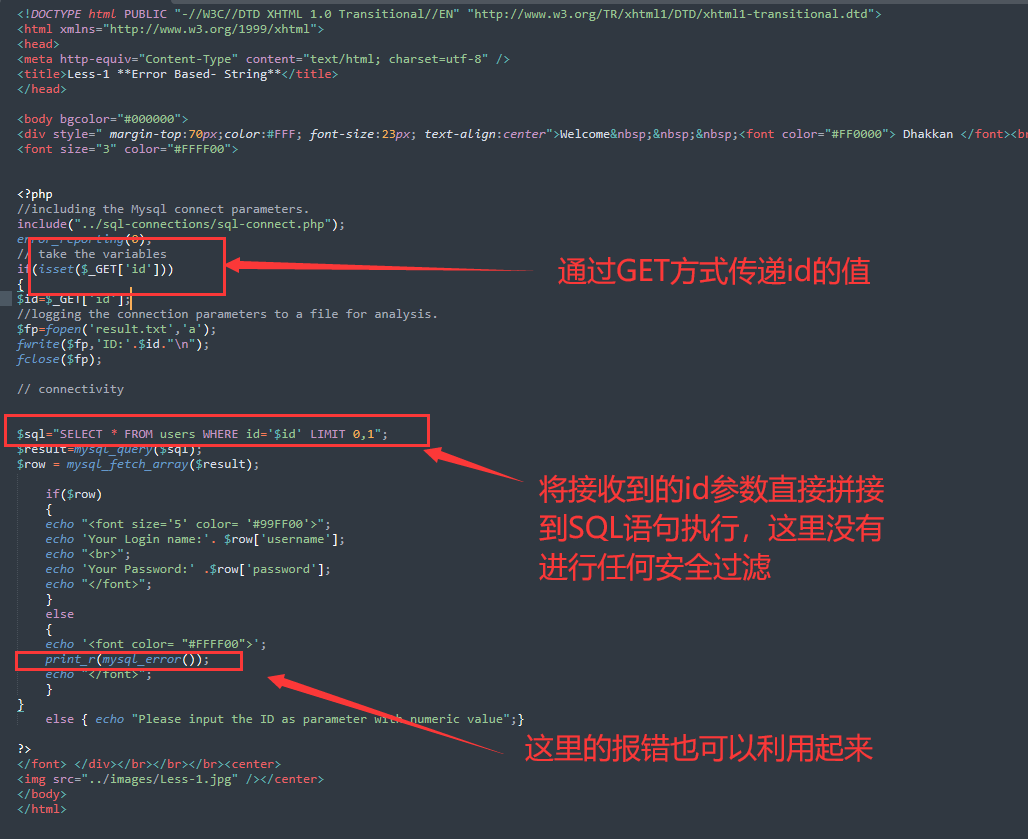 <!DOCTYPE html PUBLIC "-//W3C//DTD XHTML 1.0 Transitional//EN" "http://www.w3.org/TR/xhtml1/DTD/xhtml1-transitional.dtd">
<html xmlns="http://www.w3.org/1999/xhtml">
<head>
<meta http-equiv="Content-Type" content="text/html; charset=utf-8" />
<title>Less-1 **Error Based- String**</title>
</head>
<body bgcolor="#000000">
<div style=" margin-top:70px;color:#FFF; font-size:23px; text-align:center">Welcome&nbsp;&nbsp;&nbsp;<font color="#FF0000"> Dhakkan </font><br
<font size="3" color="#FFFF00">
<?php
//including the Mysql connect parameters.
include("../sql-connections/sql-connect.php");
error_reporting(0);
// take the variables
if(isset($_GET['id']))
{
通过GET方式传递id的值
$id=$_GET['id'];
//logging the connection parameters to a file for analysis.
$fp=fopen('result.txt','a');
fwrite($fp,'ID:'.$id."\n");
fclose($fp);
// connectivity
$sql="SELECT * FROM users WHERE id='$id' LIMIT 0,1";
$result=mysql_query($sql);
$row = mysql_fetch_array($result);
将接收到的id参数直接拼接
到SQL语句执行，这里没有
进行任何安全过滤
if($row)
{
echo "<font size='5' color= '#99FF00'>";
echo 'Your Login name:'. $row['username'];
echo "<br>";
echo 'Your Password:' .$row['password'];
echo "</font>";
}
else
{
echo '<font color= "#FFFF00">';
print_r(mysql_error());
echo "</font>";
}
}
else { echo "Please input the ID as parameter with numeric value";}
这里的报错也可以利用起来
?>
</font> </div></br></br></br><center>
<img src="../images/Less-1.jpg" /></center>
</body>
</html>